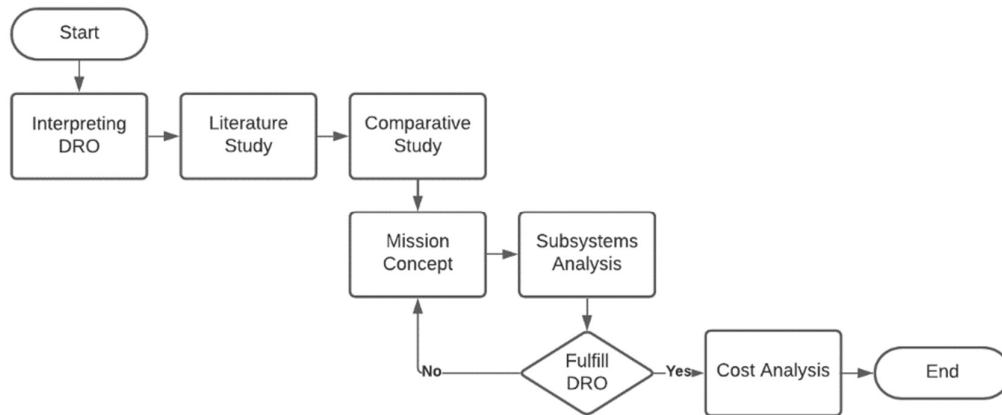 Start
Interpreting
DRO
Literature
Study
Comparative
Study
Mission
Concept
Subsystems
Analysis
Fulfill
DRO
No
Yes
Cost Analysis
End